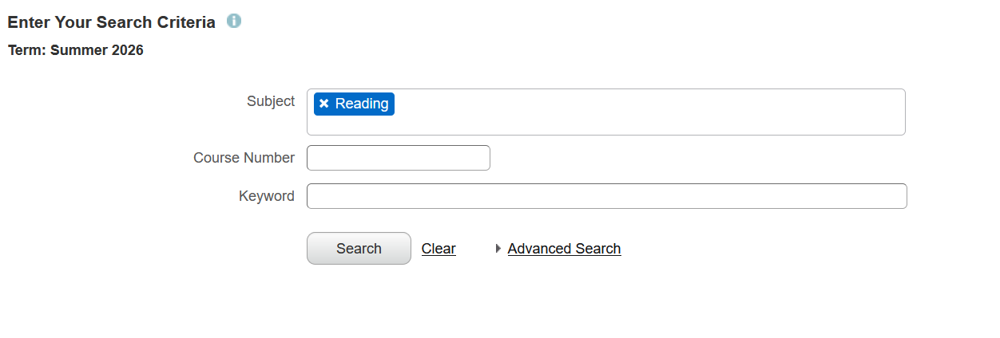 Enter Your Search Criteria
Term: Summer 2026
Subject
Reading
Course Number
Keyword
Search Clear Advanced Search